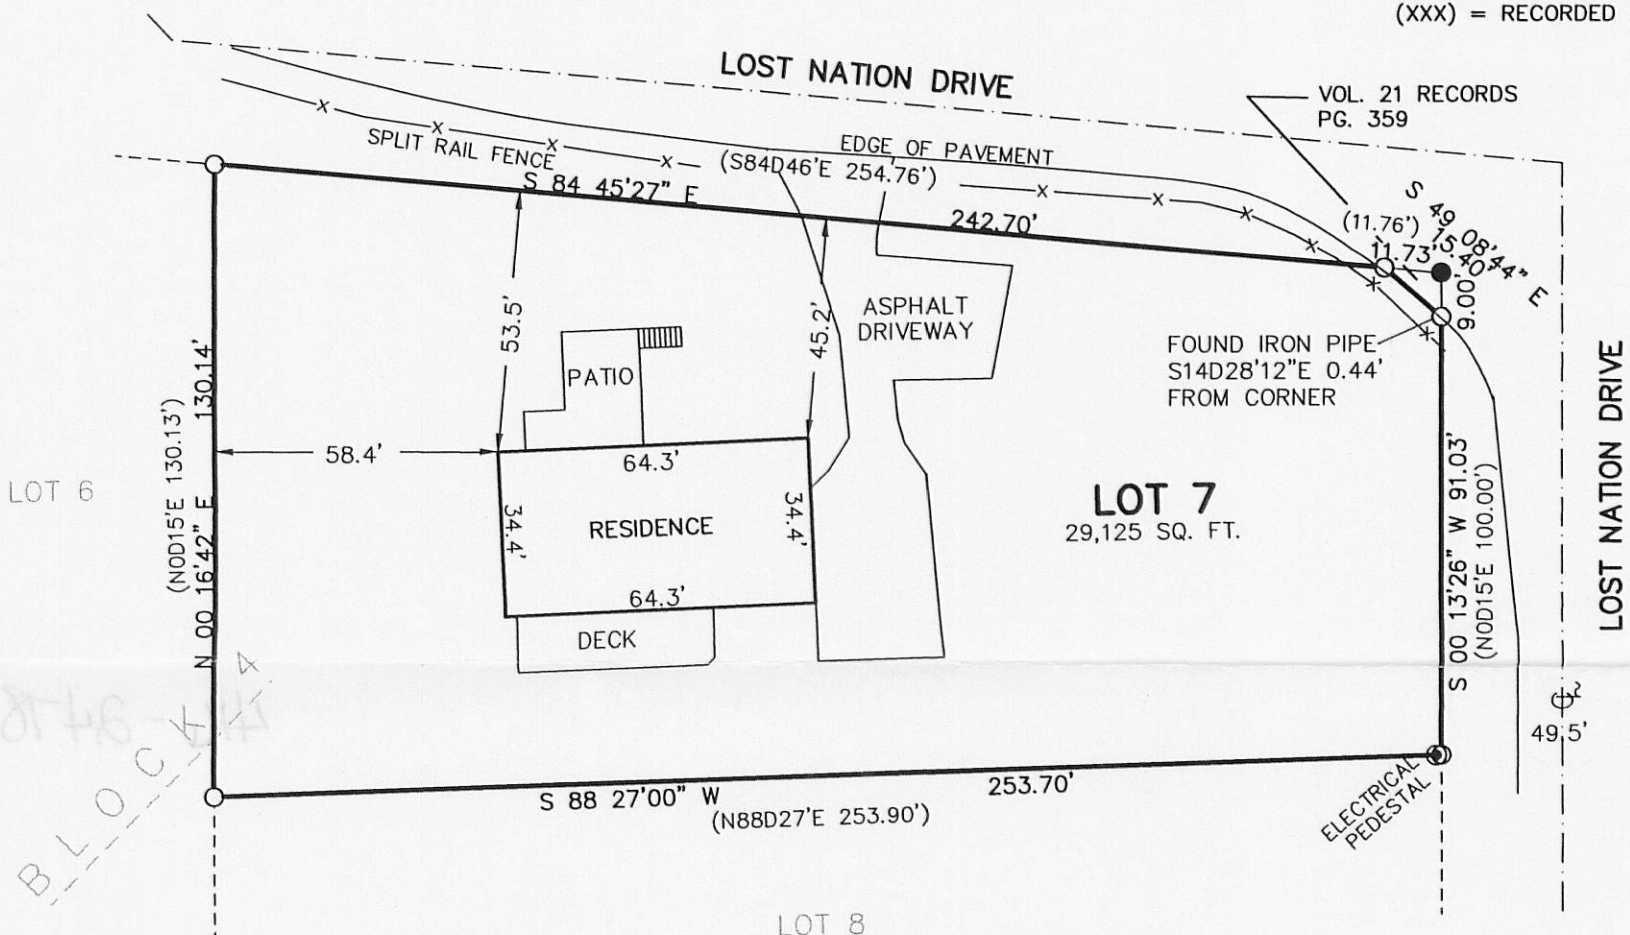 (XXX) = RECORDED
LOST NATION DRIVE
VOL. 21 RECORDS
PG. 359
SPLIT RAIL FENCE
EDGE OF PAVEMENT
(S84D46'E 254.76')
S 84 45'27" E
242.70'
(11.76')
11.73'
S 49 08'44" E
15.40'
9.00'
53.5'
45.2'
ASPHALT
DRIVEWAY
PATIO
FOUND IRON PIPE
S14D28'12"E 0.44'
FROM CORNER
LOST NATION DRIVE
N 00 16'42" E 130.14'
(N0D15'E 130.13')
58.4'
64.3'
LOT 6
34.4'
RESIDENCE
34.4'
64.3'
DECK
LOT 7
29,125 SQ. FT.
S 00 13'26" W 91.03'
(N0D15'E 100.00')
49.5'
BLOCK 4
S 88 27'00" W
253.70'
(N88D27'E 253.90')
ELECTRICAL
PEDESTAL
LOT 8